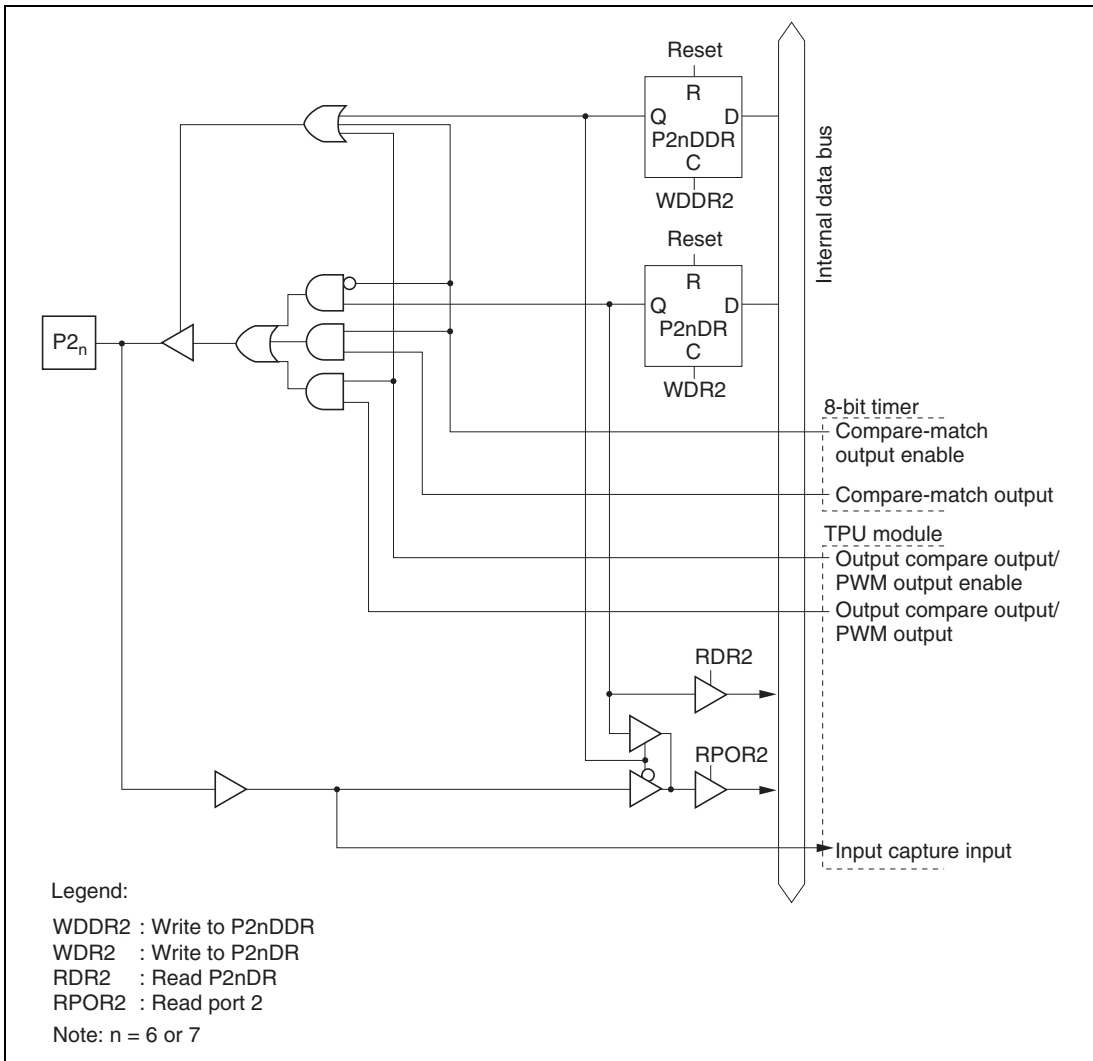 Reset
R
Q D
P2nDDR
C
WDDR2
Internal data bus
Reset
R
Q D
P2nDR
C
WDR2
P2n
8-bit timer
Compare-match
output enable
Compare-match output
TPU module
Output compare output/
PWM output enable
Output compare output/
PWM output
RDR2
RPOR2
Input capture input
Legend:
WDDR2 : Write to P2nDDR
WDR2 : Write to P2nDR
RDR2 : Read P2nDR
RPOR2 : Read port 2
Note: n = 6 or 7